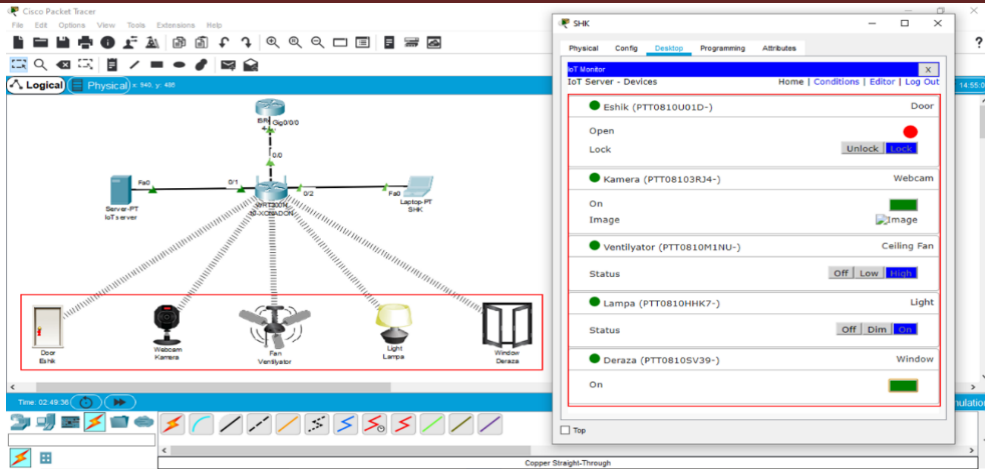 Cisco Packet Tracer
File Edit Options View Tools Extensions Help
?
Logical Physical x: 940, y: 486
14:55:0
Gig0/0/0
0/0
Fa0
0/1
0/2
Fa0
Server-PT
IoT server
WRT300N
Laptop-PT
SHK
Door
Eshik
Webcam
Kamera
Fan
Ventilyator
Light
Lampa
Window
Deraza
Time: 02:49:36
Copper Straight-Through
SHK
Physical Config Desktop Programming Attributes
IoT Monitor X
IoT Server - Devices Home | Conditions | Editor | Log Out
Eshik (PTT0810U01D-) Door
Open
Lock Unlock Lock
Kamera (PTT08103RJ4-) Webcam
On
Image Image
Ventilyator (PTT0810M1NU-) Ceiling Fan
Status Off Low High
Lampa (PTT0810HHK7-) Light
Status Off Dim On
Deraza (PTT0810SV39-) Window
On
Top